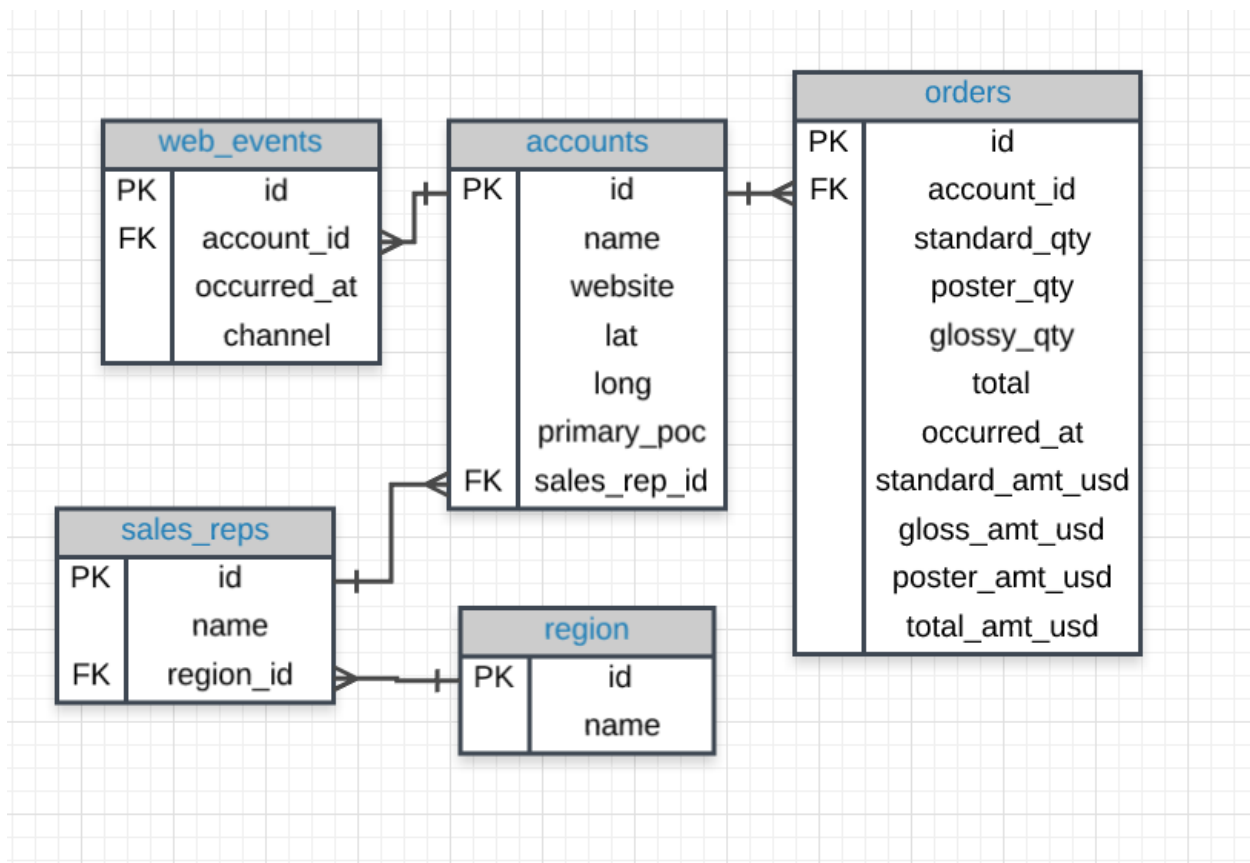 web_events
PK id
FK account_id
occurred_at
channel
accounts
PK id
name
website
lat
long
primary_poc
FK sales_rep_id
orders
PK id
FK account_id
standard_qty
poster_qty
glossy_qty
total
occurred_at
standard_amt_usd
gloss_amt_usd
poster_amt_usd
total_amt_usd
sales_reps
PK id
name
FK region_id
region
PK id
name